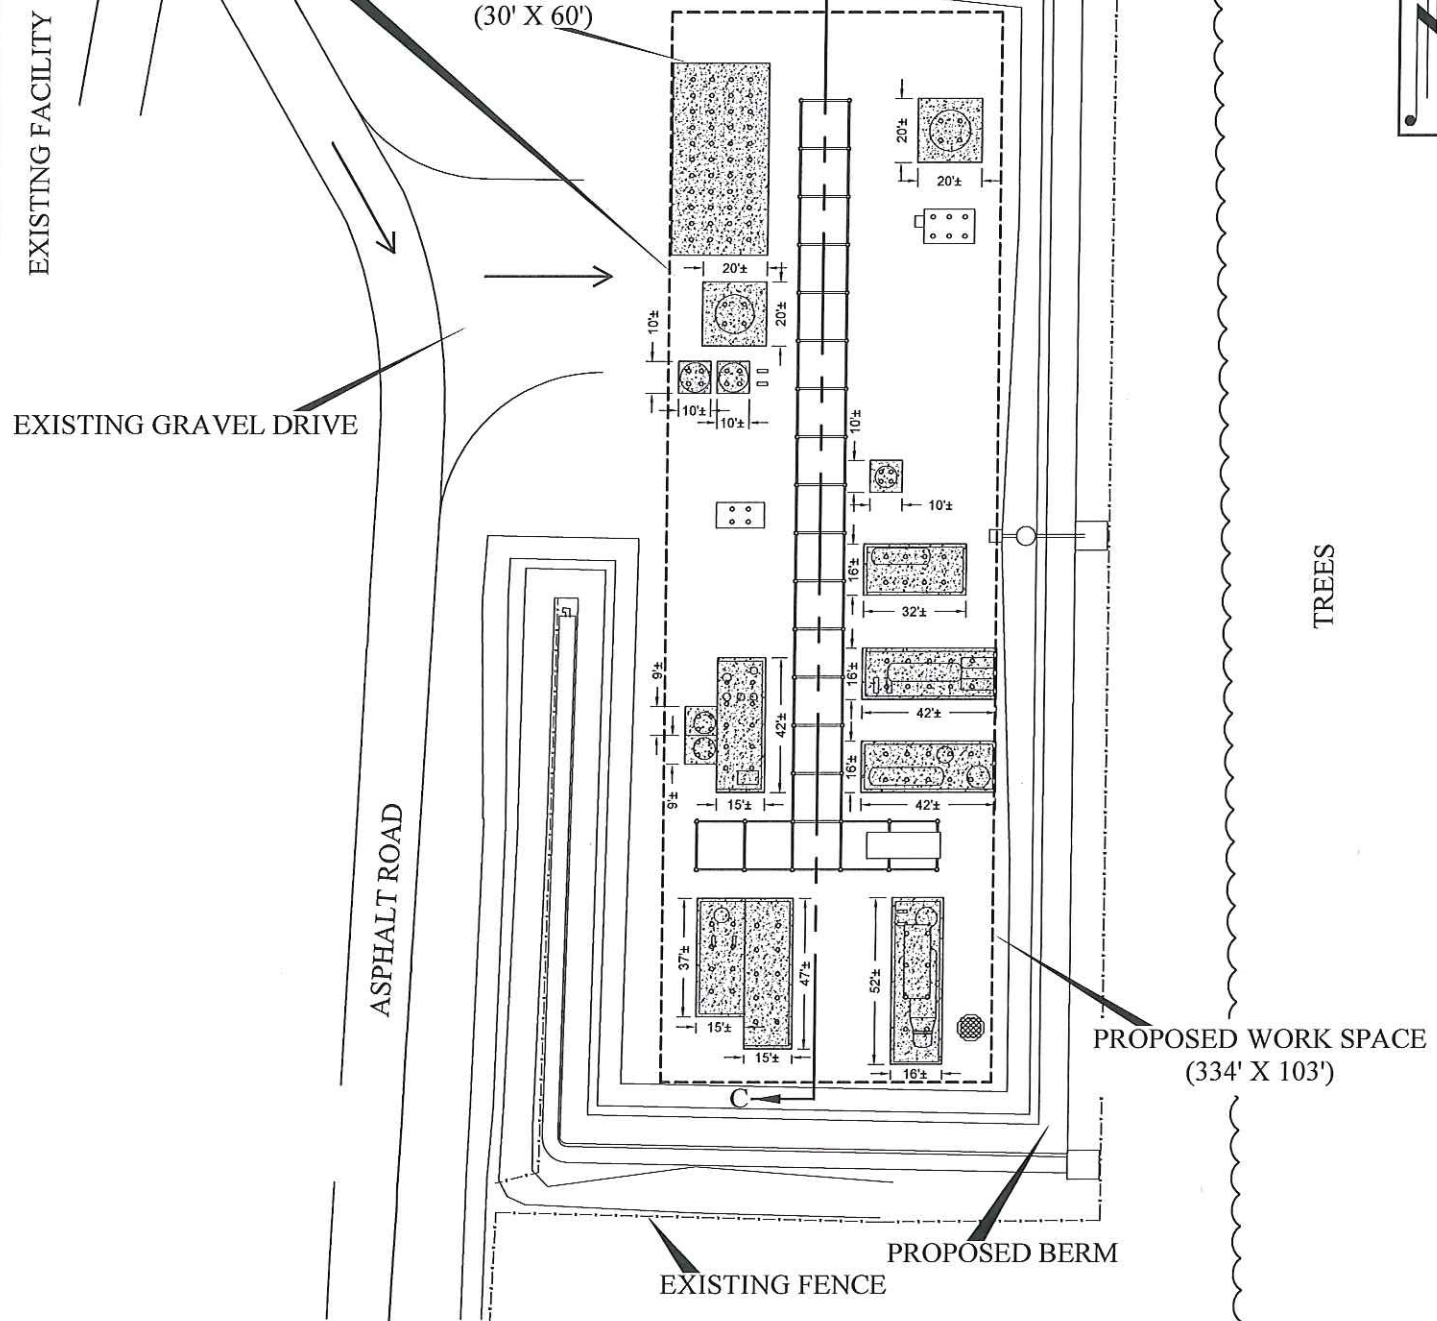 (30' X 60')
EXISTING FACILITY
20'±
20'±
20'±
20'±
10'±
10'±
10'±
EXISTING GRAVEL DRIVE
10'±
10'±
16'±
32'±
TREES
16'±
42'±
9'±
9'±
42'±
15'±
16'±
42'±
ASPHALT ROAD
37'±
15'±
47'±
15'±
52'±
16'±
PROPOSED WORK SPACE
(334' X 103')
C
PROPOSED BERM
EXISTING FENCE